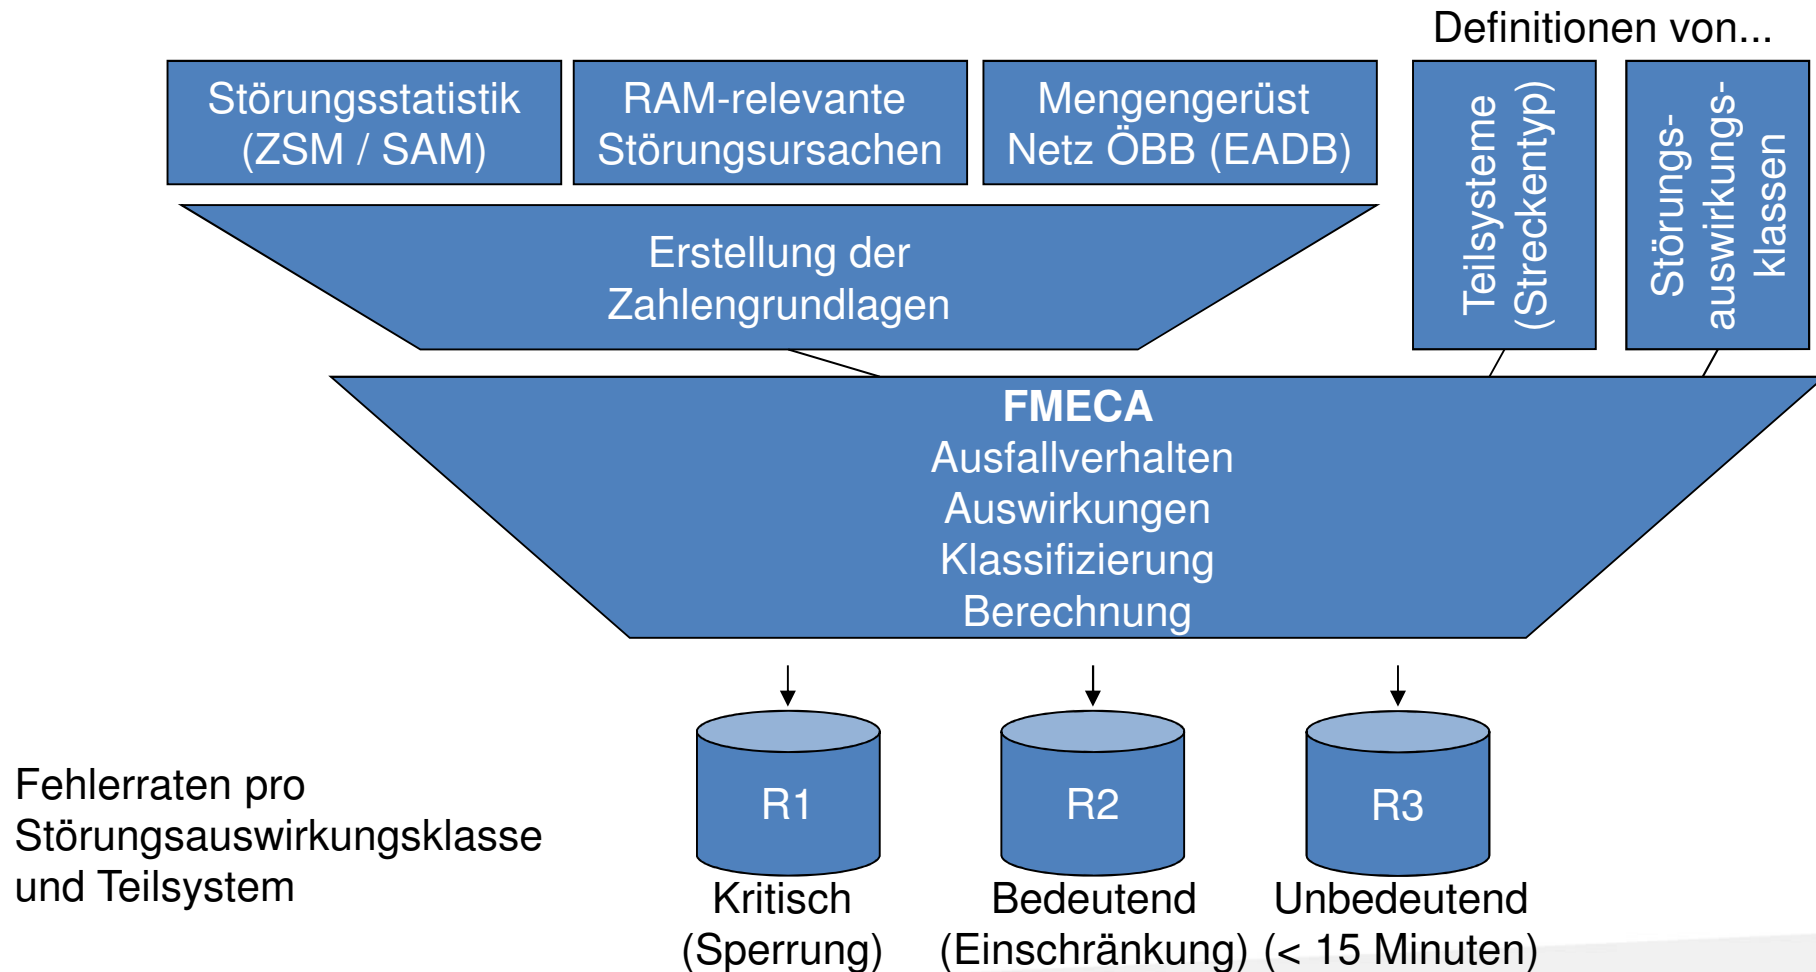 Definitionen von...
Störungsstatistik
(ZSM / SAM)
RAM-relevante
Störungsursachen
Mengengerüst
Netz ÖBB (EADB)
Teilsysteme
(Streckentyp)
Störungs-
auswirkungs-
klassen
Erstellung der
Zahlengrundlagen
FMECA
Ausfallverhalten
Auswirkungen
Klassifizierung
Berechnung
Fehlerraten pro
Störungsauswirkungsklasse
und Teilsystem
R1
Kritisch
(Sperrung)
R2
Bedeutend
(Einschränkung)
R3
Unbedeutend
(< 15 Minuten)